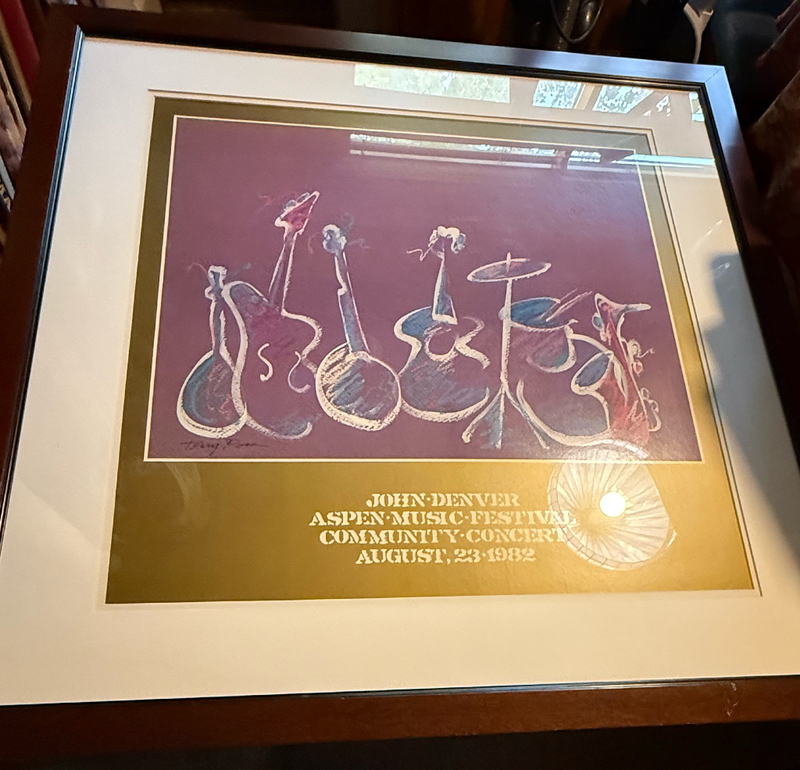 JOHN·DENVER
ASPEN·MUSIC·FESTIVAL
COMMUNITY·CONCERT
AUGUST, 23·1982